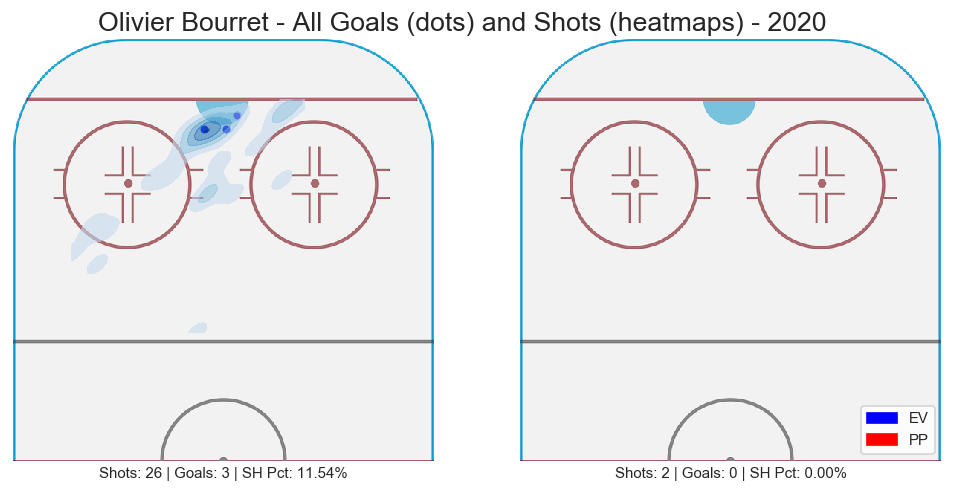 Olivier Bourret - All Goals (dots) and Shots (heatmaps) - 2020
EV
PP
Shots: 26 | Goals: 3 | SH Pct: 11.54%
Shots: 2 | Goals: 0 | SH Pct: 0.00%